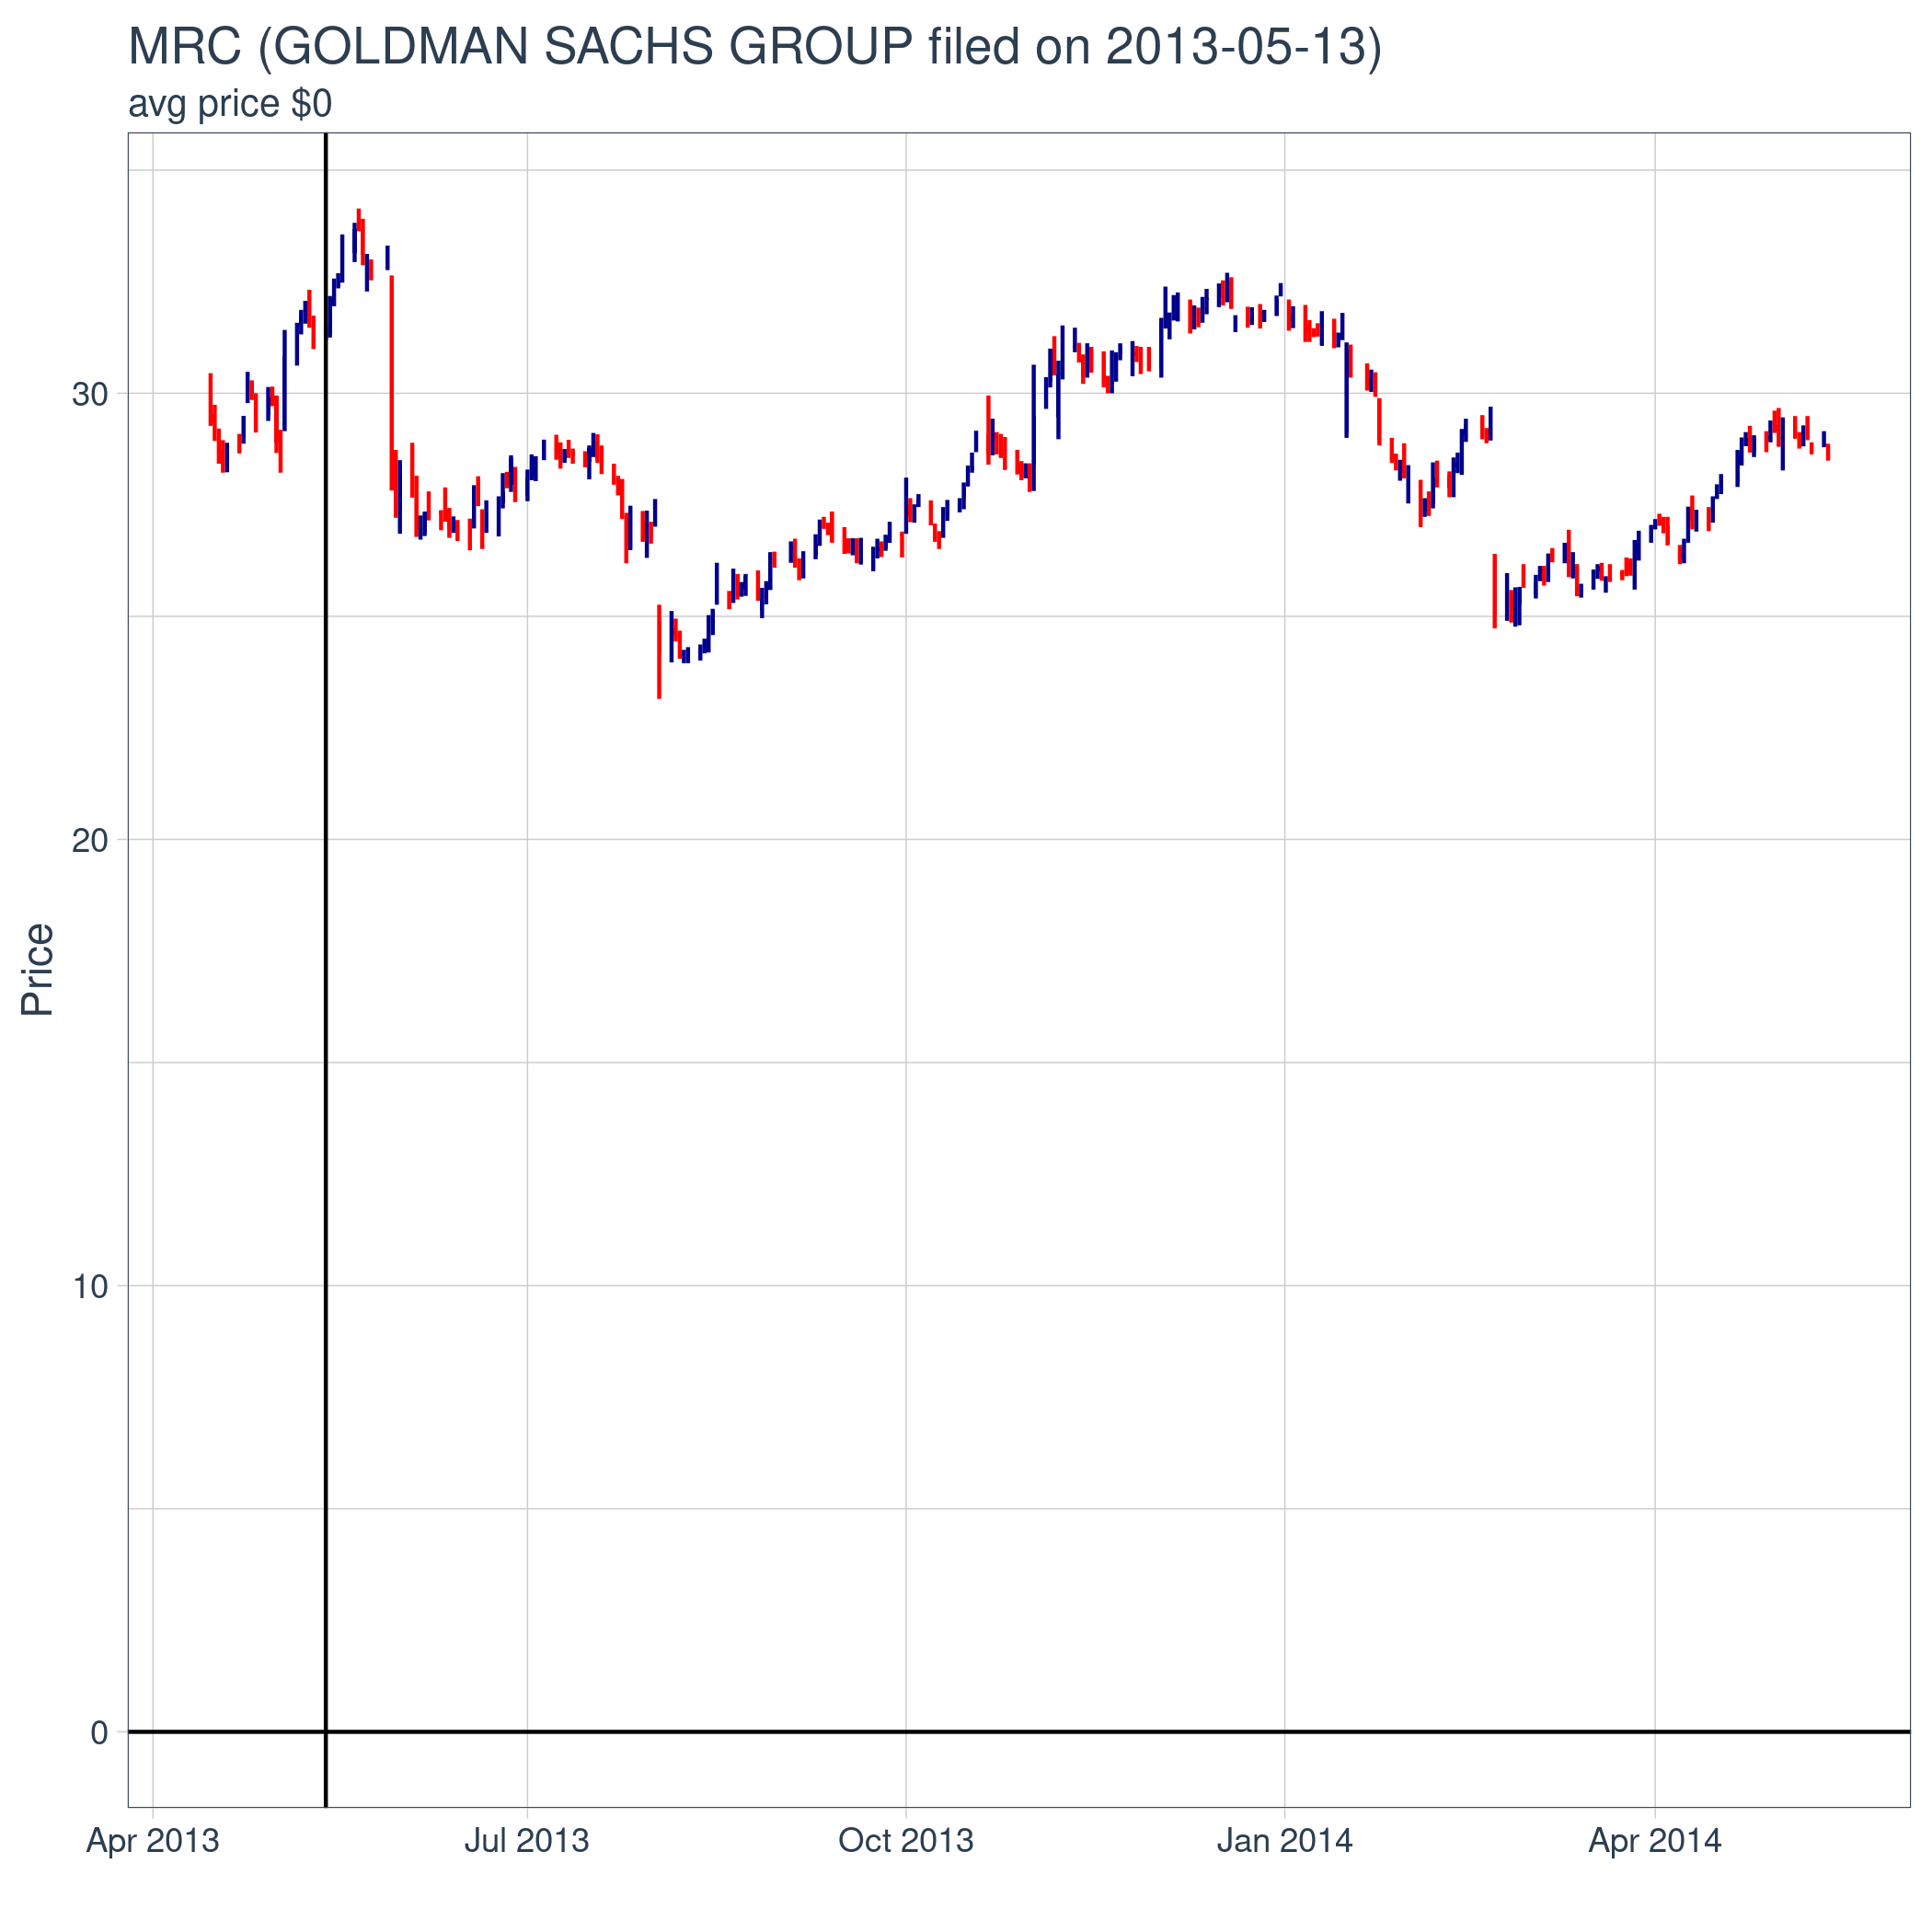 MRC (GOLDMAN SACHS GROUP filed on 2013-05-13)
avg price $0
30
20
Price
10
0
Apr 2013
Jul 2013
Oct 2013
Jan 2014
Apr 2014